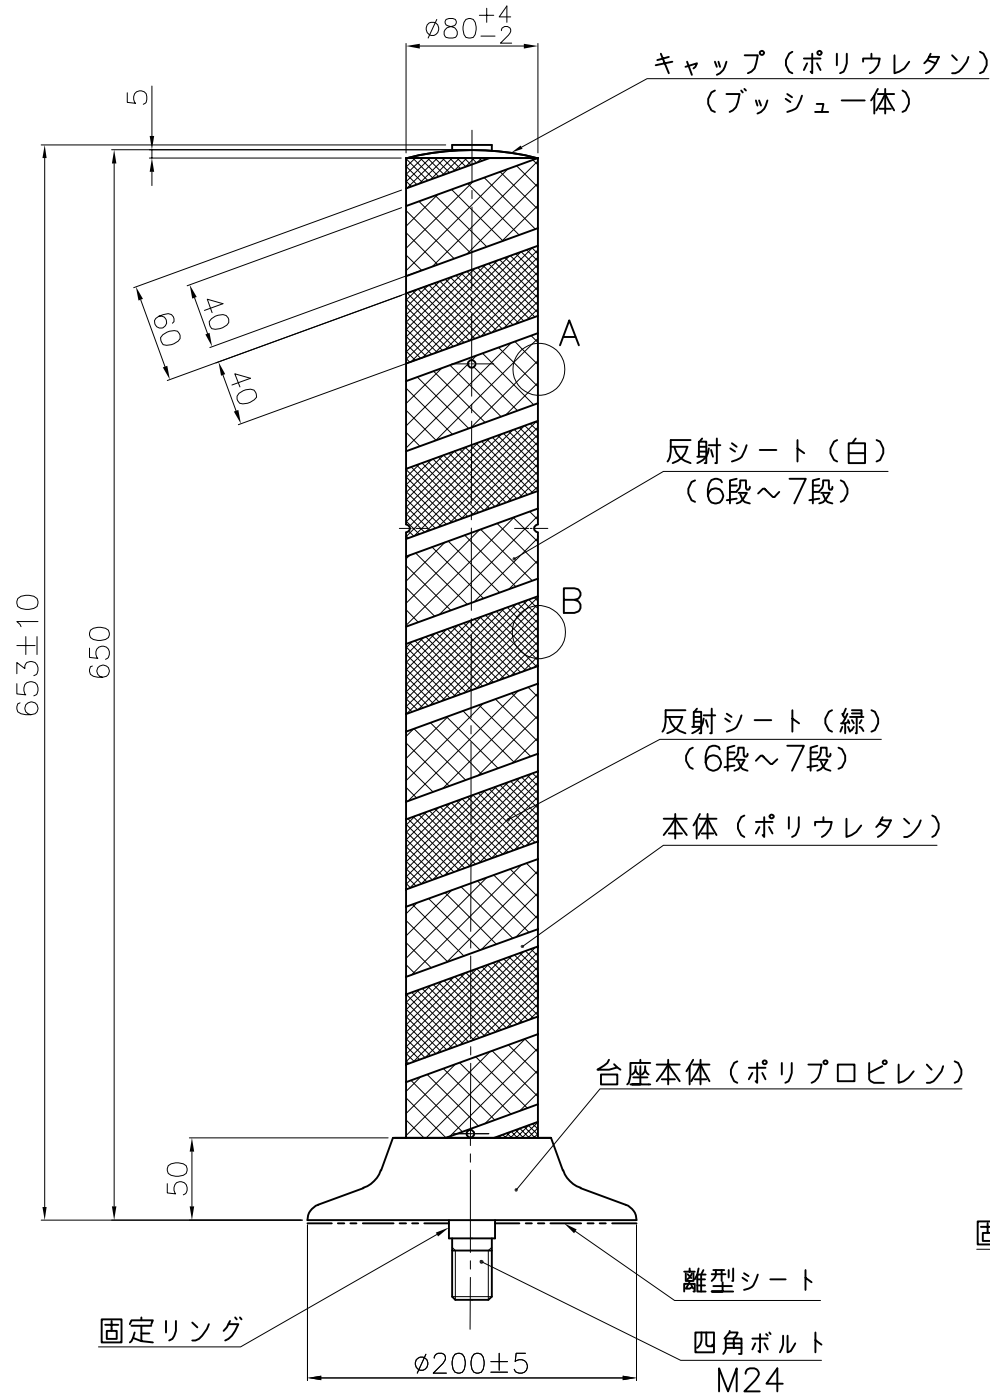 ⌀80+4
−2
キャップ（ポリウレタン）
（ブッシュ一体）
5
60
40
40
A
反射シート（白）
（6段～7段）
B
653±10
650
反射シート（緑）
（6段～7段）
本体（ポリウレタン）
台座本体（ポリプロピレン）
50
固
離型シート
固定リング
四角ボルト
M24
⌀200±5